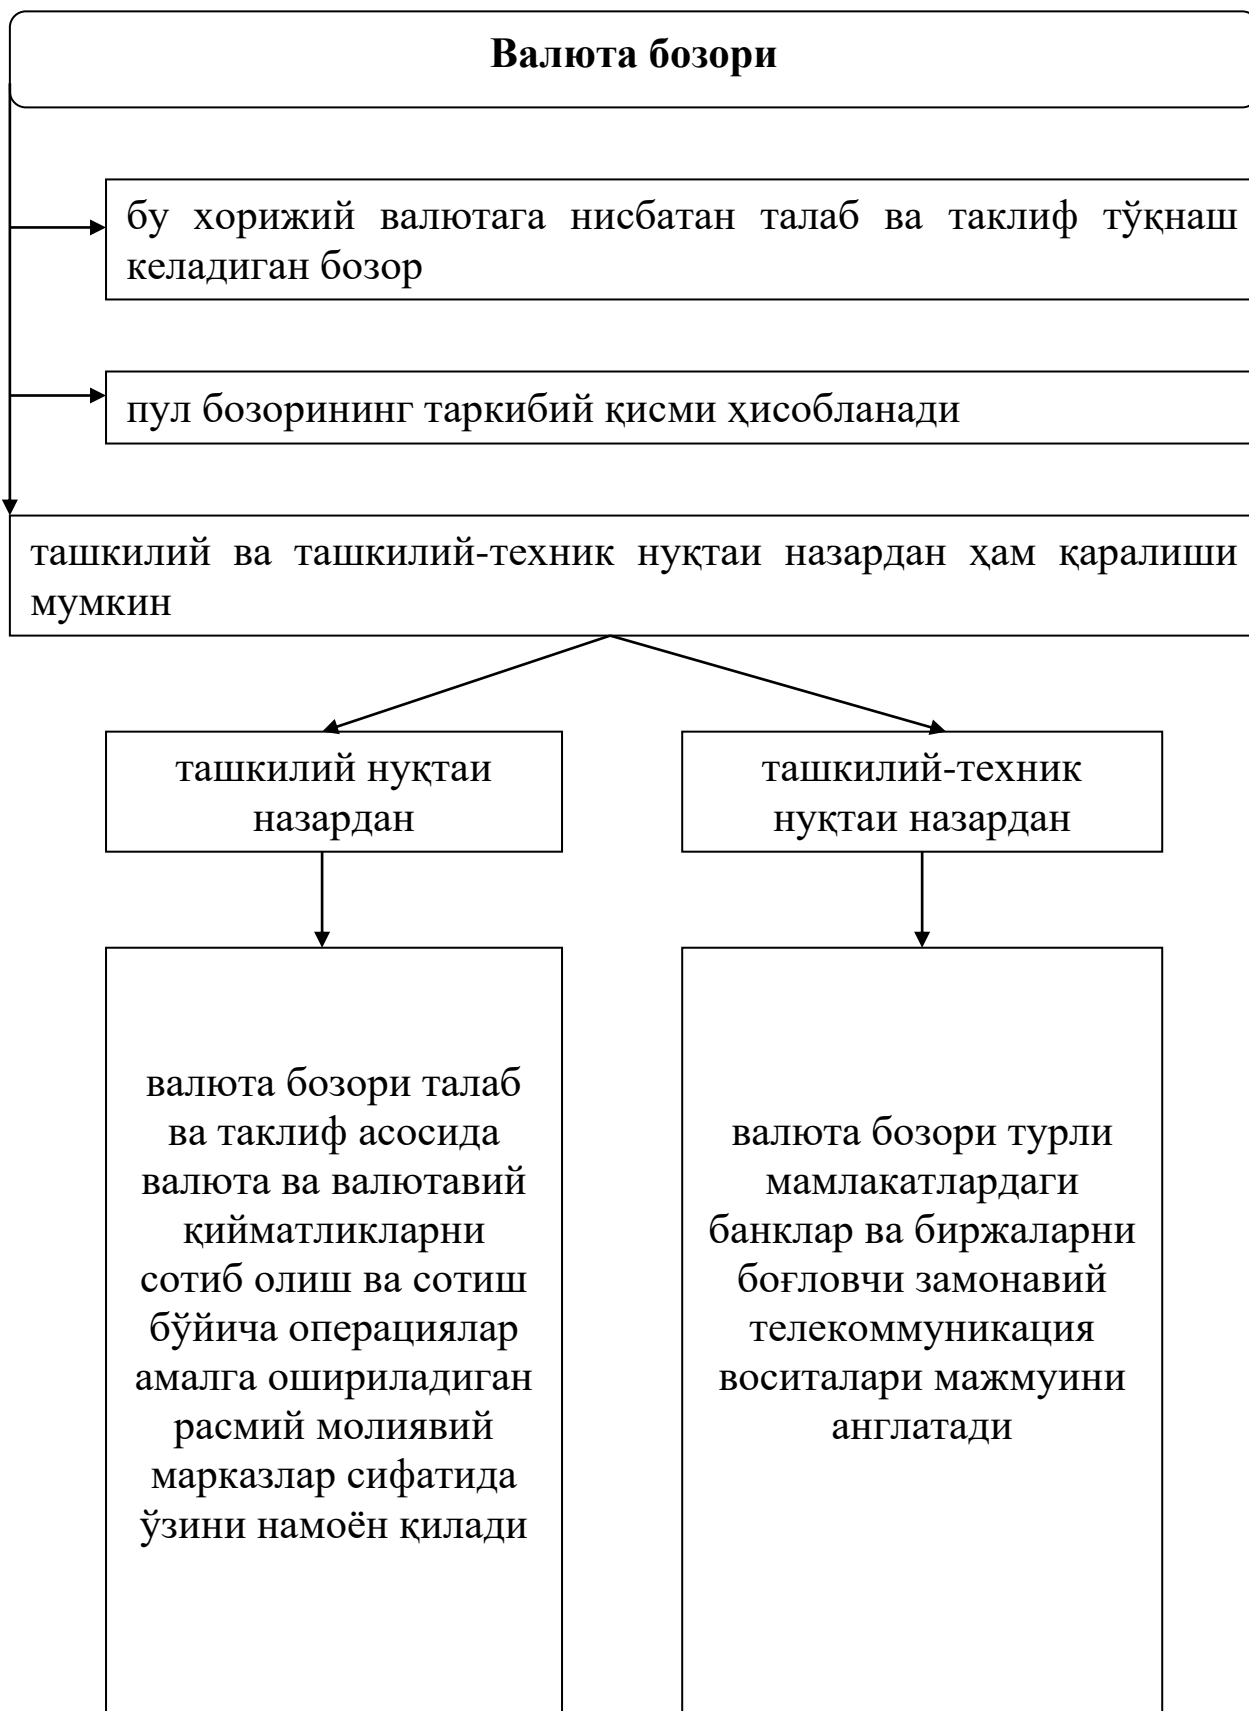 Валюта бозори
бу хорижий валютага нисбатан талаб ва таклиф тўқнаш
келадиган бозор
пул бозорининг таркибий қисми ҳисобланади
ташкилий ва ташкилий-техник нуқтаи назардан ҳам қаралиши
мумкин
ташкилий нуқтаи
назардан
ташкилий-техник
нуқтаи назардан
валюта бозори талаб
ва таклиф асосида
валюта ва валютавий
қийматликларни
сотиб олиш ва сотиш
бўйича операциялар
амалга ошириладиган
расмий молиявий
марказлар сифатида
ўзини намоён қилади
валюта бозори турли
мамлакатлардаги
банклар ва биржаларни
боғловчи замонавий
телекоммуникация
воситалари мажмуини
англатади